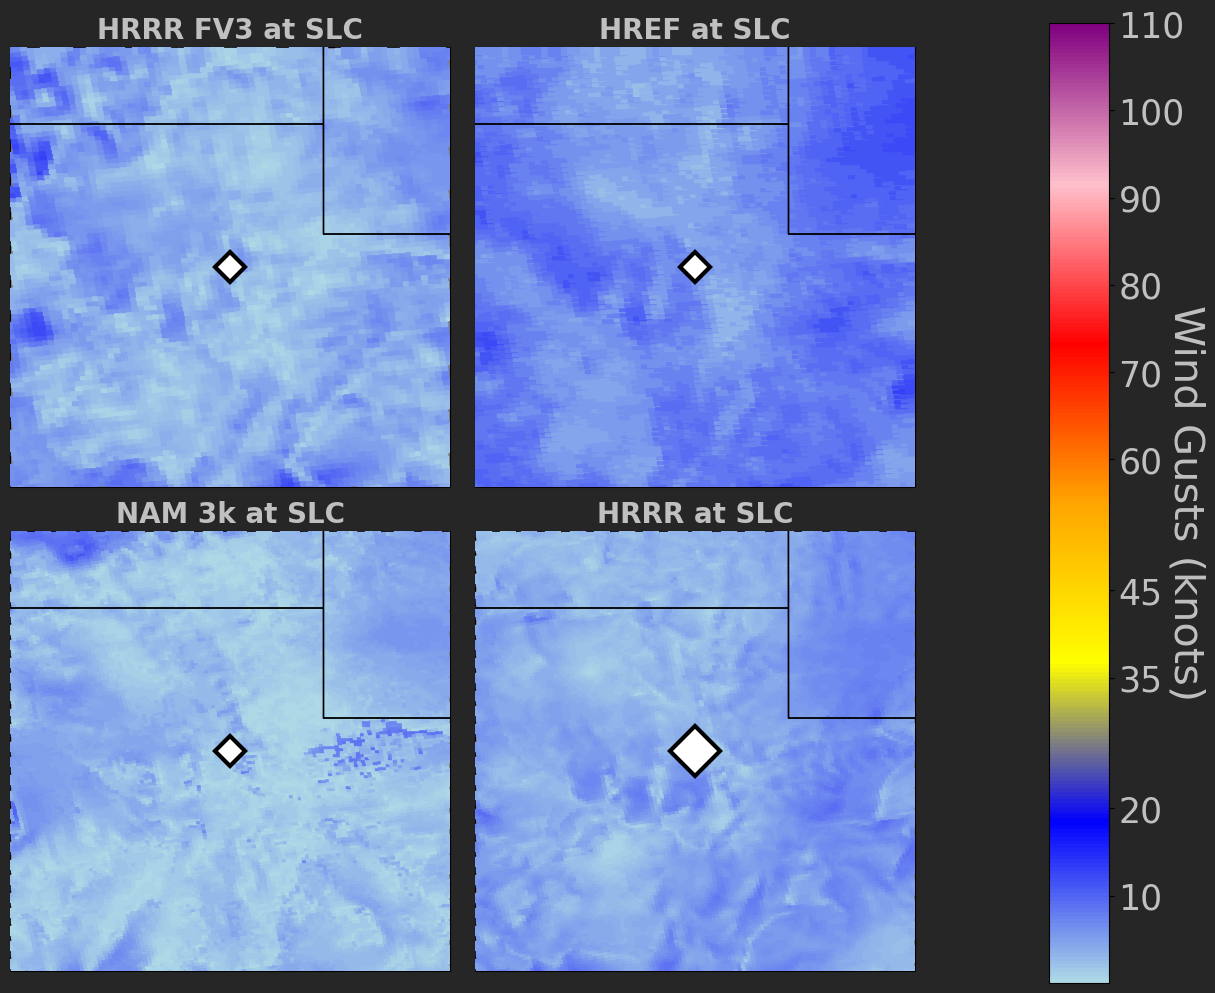 HRRR FV3 at SLC
HREF at SLC
NAM 3k at SLC
HRRR at SLC
110
100
90
80
70
60
45
35
20
10
Wind Gusts (knots)